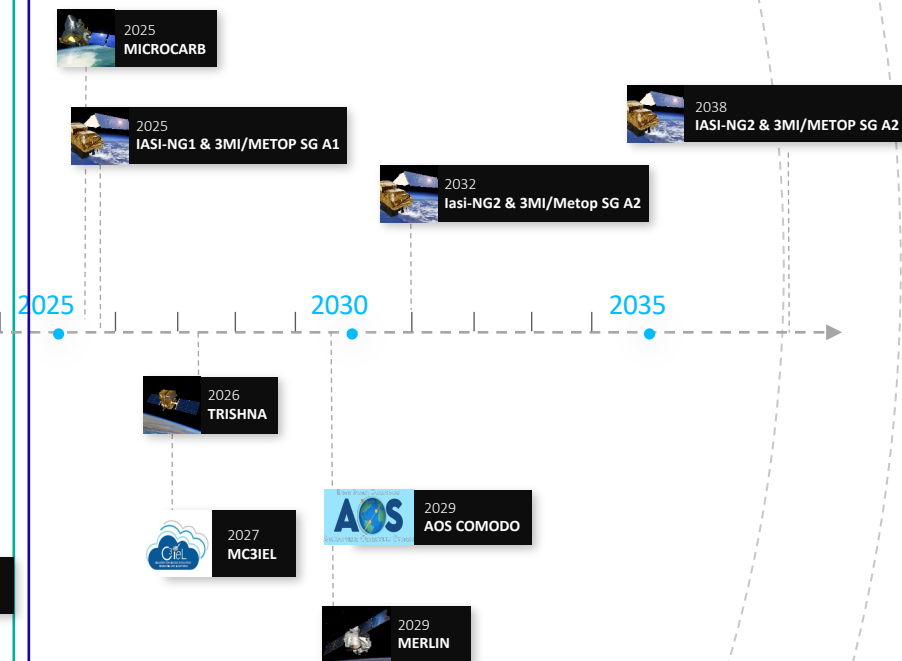 2025
MICROCARB
2025
IASI-NG1 & 3MI/METOP SG A1
2038
IASI-NG2 & 3MI/METOP SG A2
2032
Iasi-NG2 & 3MI/Metop SG A2
2025
2030
2035
2026
TRISHNA
2027
MC3IEL
C3IEL
AOS
2029
AOS COMODO
2029
MERLIN